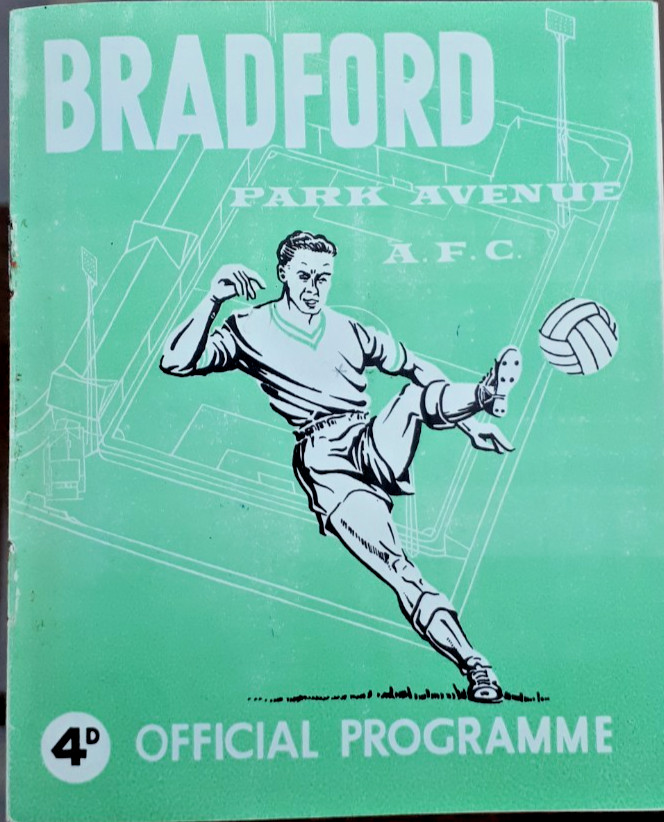 BRADFORD
PARK AVENUE
A.F.C.
4D OFFICIAL PROGRAMME